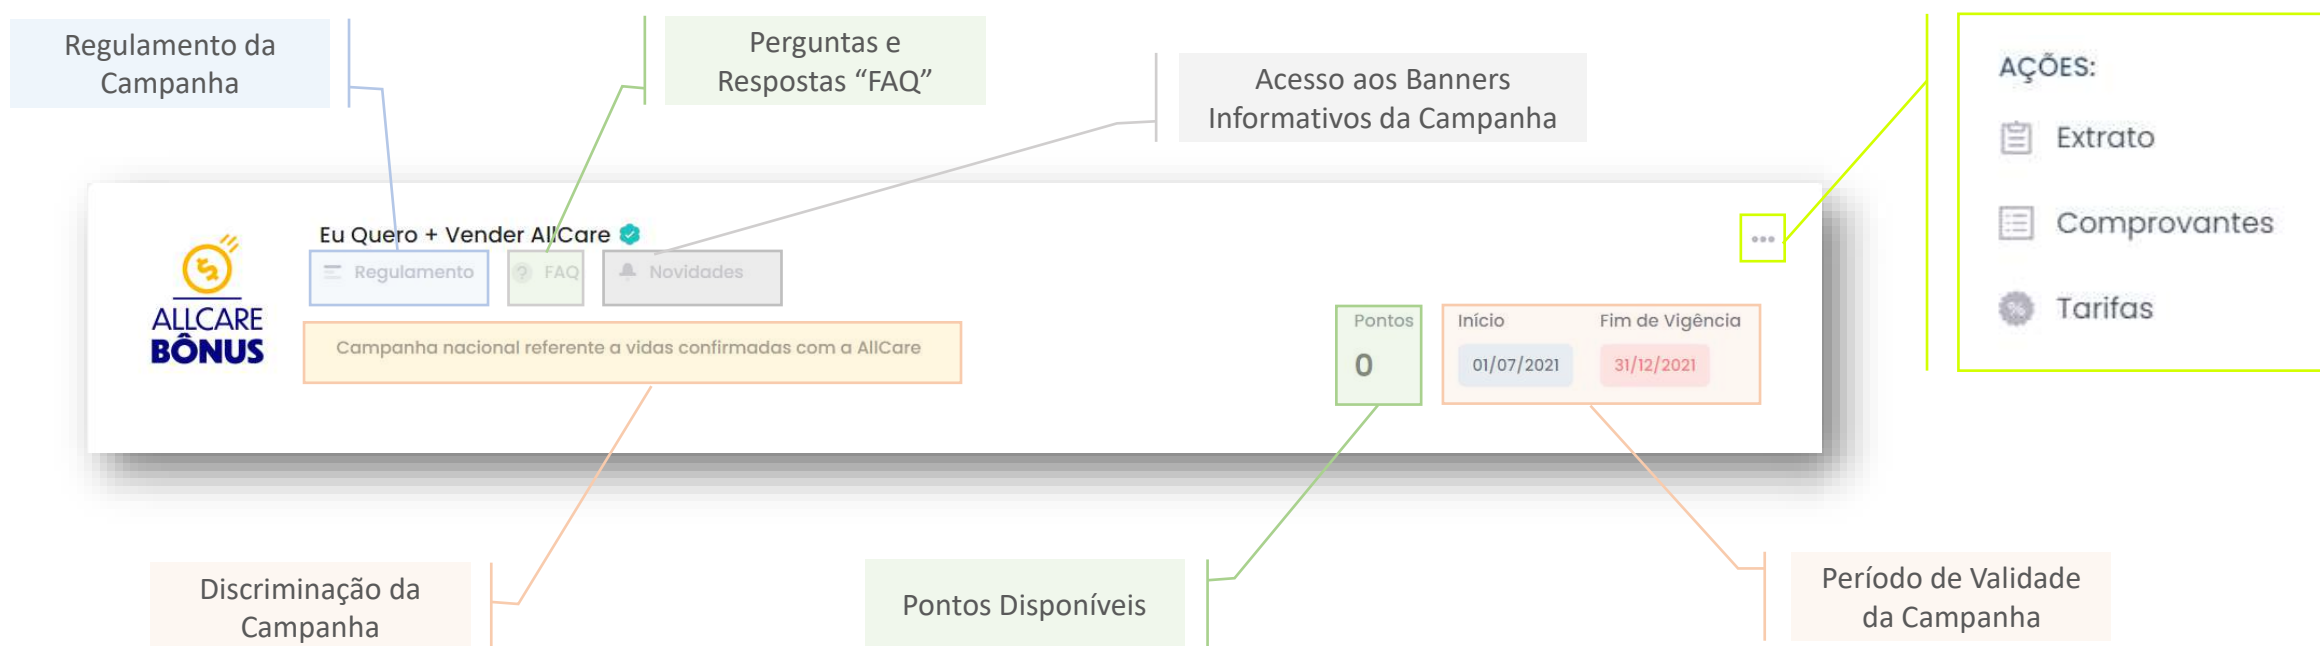 Regulamento da
Campanha
Perguntas e
Respostas “FAQ”
Acesso aos Banners
Informativos da Campanha
AÇÕES:
Extrato
Comprovantes
Tarifas
Eu Quero + Vender AllCare
Regulamento
FAQ
Novidades
ALLCARE
BÔNUS
Campanha nacional referente a vidas confirmadas com a AllCare
Pontos
0
Início
01/07/2021
Fim de Vigência
31/12/2021
Discriminação da
Campanha
Pontos Disponíveis
Período de Validade
da Campanha